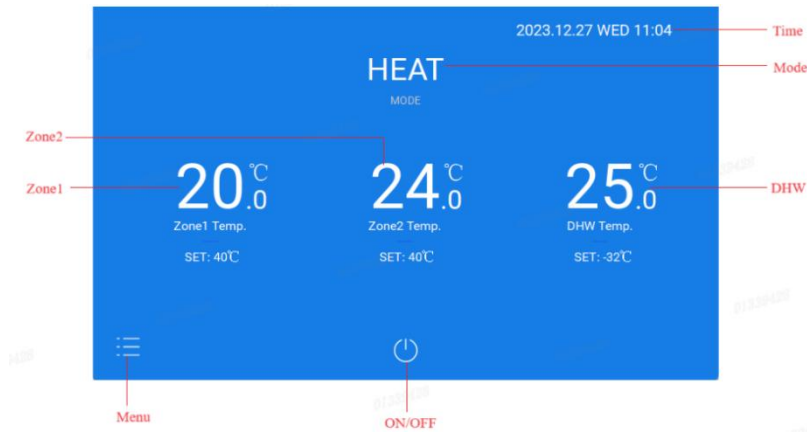 2023.12.27 WED 11:04
Time
HEAT
Mode
MODE
Zone2
Zone1
20.0℃
24.0℃
25.0℃
DHW
Zone1 Temp.
Zone2 Temp.
DHW Temp.
SET: 40℃
SET: 40℃
SET: -32℃
Menu
ON/OFF